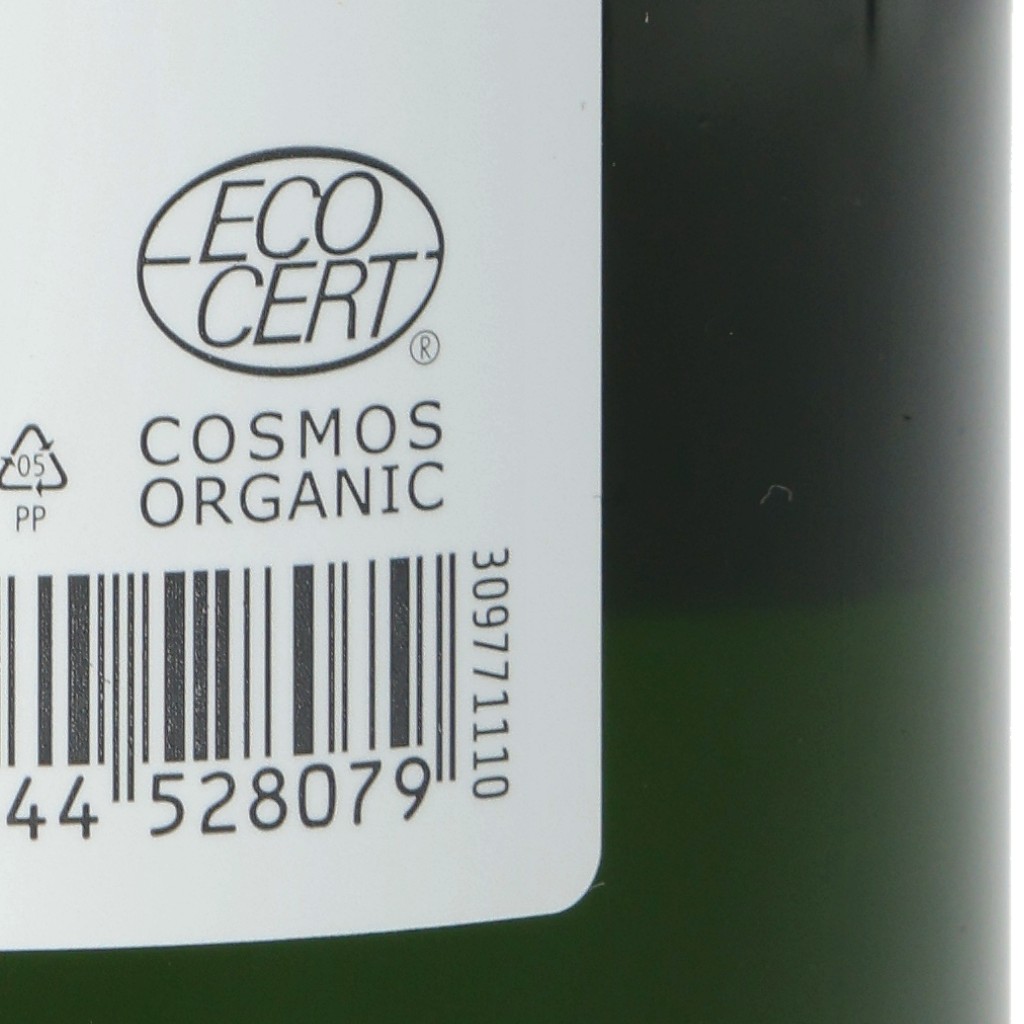 ECO
CERT
®
COSMOS
ORGANIC
05
PP
309771110
44 528079